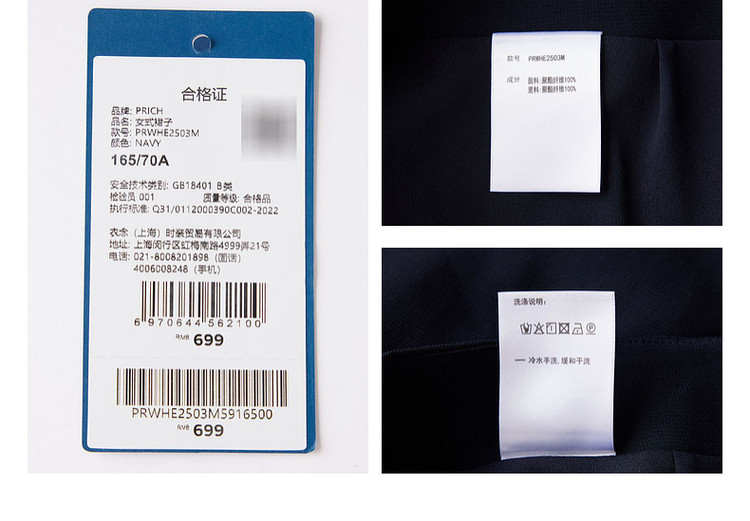 合格证
品牌: PRICH
品名: 女式裙子
款号: PRWHE2503M
颜色: NAVY
165/70A
安全技术类别: GB18401 B类
检验员 001 质量等级: 合格品
执行标准: Q31/0112000390C002-2022
衣念（上海）时装贸易有限公司
地址: 上海闵行区虹梅南路4999弄21号
电话: 021-8008201898（固话）
4006008248（手机）
6 970644 562100
RMB 699
PRWHE2503M5916500
RMB 699
款号 PRWHE2503M
成分 面料:聚酯纤维100%
里料:聚酯纤维100%
洗涤说明:
— 冷水手洗,缓和干洗